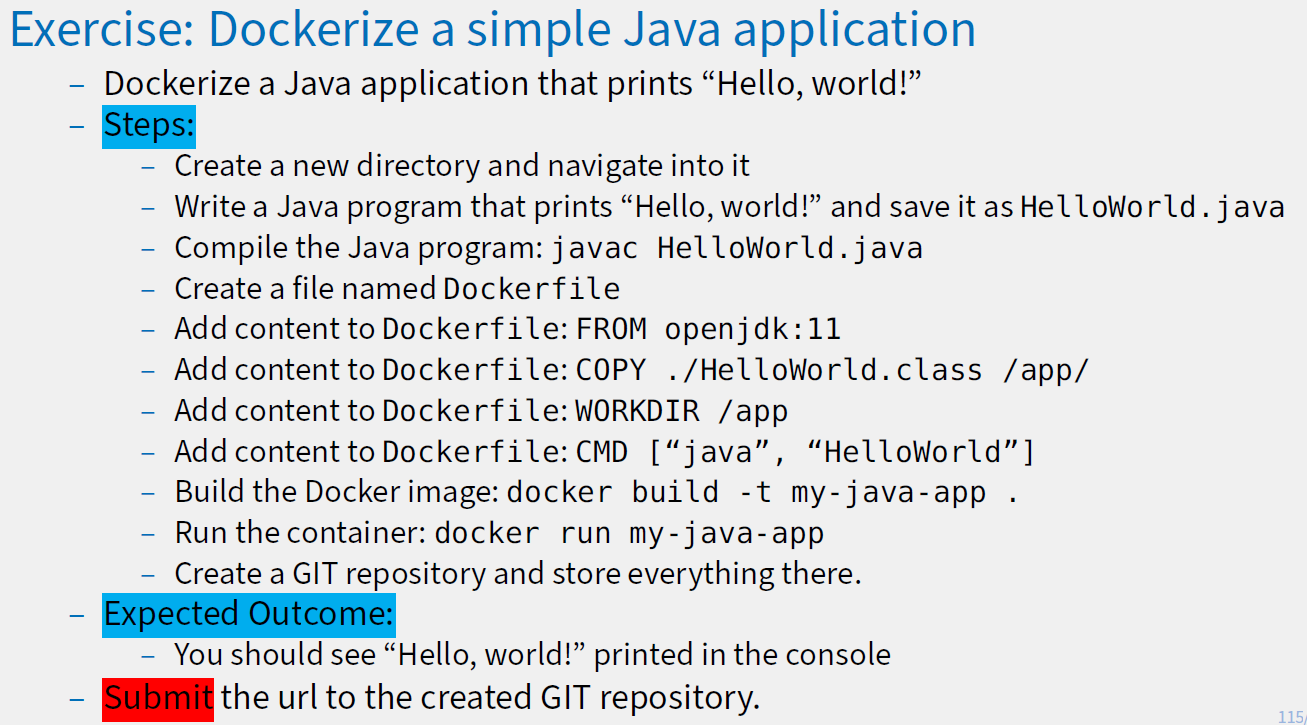 Exercise: Dockerize a simple Java application
– Dockerize a Java application that prints “Hello, world!”
– Steps:
– Create a new directory and navigate into it
– Write a Java program that prints “Hello, world!” and save it as HelloWorld.java
– Compile the Java program: javac HelloWorld.java
– Create a file named Dockerfile
– Add content to Dockerfile: FROM openjdk:11
– Add content to Dockerfile: COPY ./HelloWorld.class /app/
– Add content to Dockerfile: WORKDIR /app
– Add content to Dockerfile: CMD [“java”, “HelloWorld”]
– Build the Docker image: docker build -t my-java-app .
– Run the container: docker run my-java-app
– Create a GIT repository and store everything there.
– Expected Outcome:
– You should see “Hello, world!” printed in the console
– Submit the url to the created GIT repository.
115/